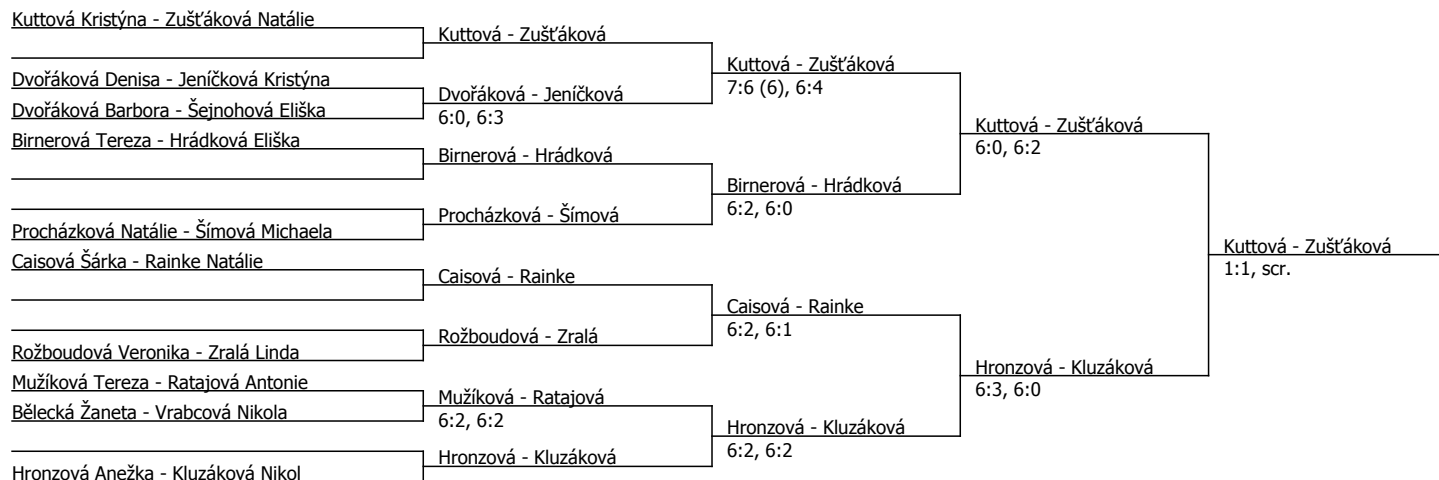 Kuttová Kristýna - Zušťáková Natálie
Dvořáková Denisa - Jeníčková Kristýna
Dvořáková Barbora - Šejnohová Eliška
Birnerová Tereza - Hrádková Eliška
Procházková Natálie - Šímová Michaela
Caisová Šárka - Rainke Natálie
Rožboudová Veronika - Zralá Linda
Mužíková Tereza - Ratajová Antonie
Bělecká Žaneta - Vrabcová Nikola
Hronzová Anežka - Kluzáková Nikol
Kuttová - Zušťáková
Dvořáková - Jeníčková
6:0, 6:3
Birnerová - Hrádková
Procházková - Šímová
Caisová - Rainke
Rožboudová - Zralá
Mužíková - Ratajová
6:2, 6:2
Hronzová - Kluzáková
Kuttová - Zušťáková
7:6 (6), 6:4
Birnerová - Hrádková
6:2, 6:0
Caisová - Rainke
6:2, 6:1
Hronzová - Kluzáková
6:2, 6:2
Kuttová - Zušťáková
6:0, 6:2
Hronzová - Kluzáková
6:3, 6:0
Kuttová - Zušťáková
1:1, scr.